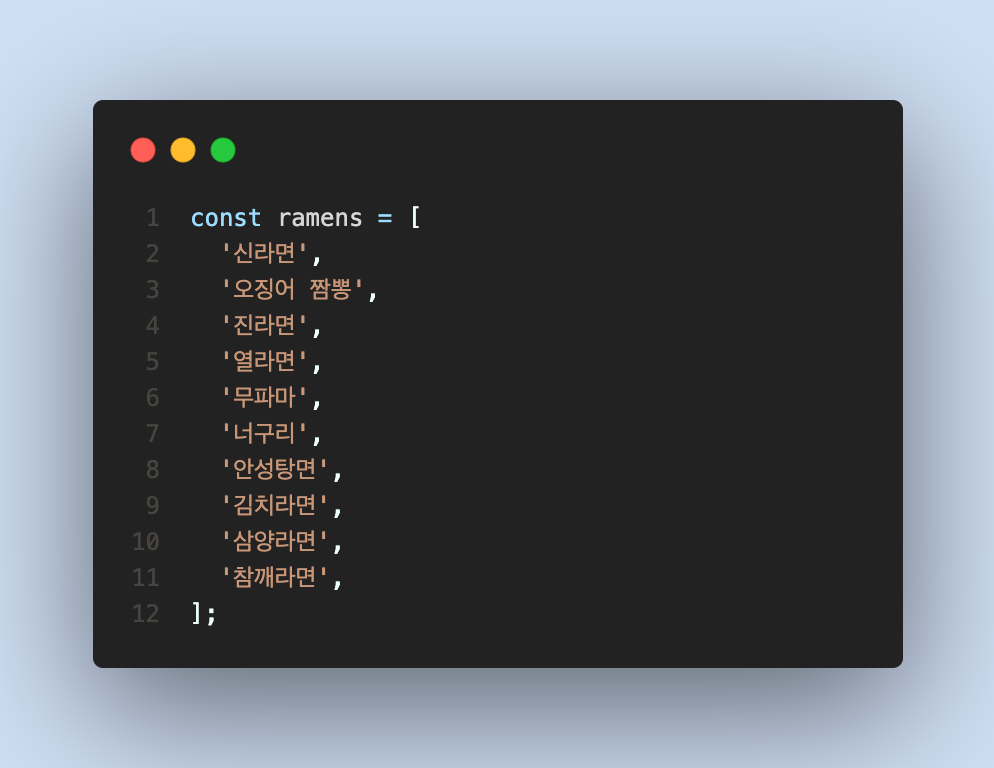 1 const ramens = [
2 '신라면',
3 '오징어 짬뽕',
4 '진라면',
5 '열라면',
6 '무파마',
7 '너구리',
8 '안성탕면',
9 '김치라면',
10 '삼양라면',
11 '참깨라면',
12 ];